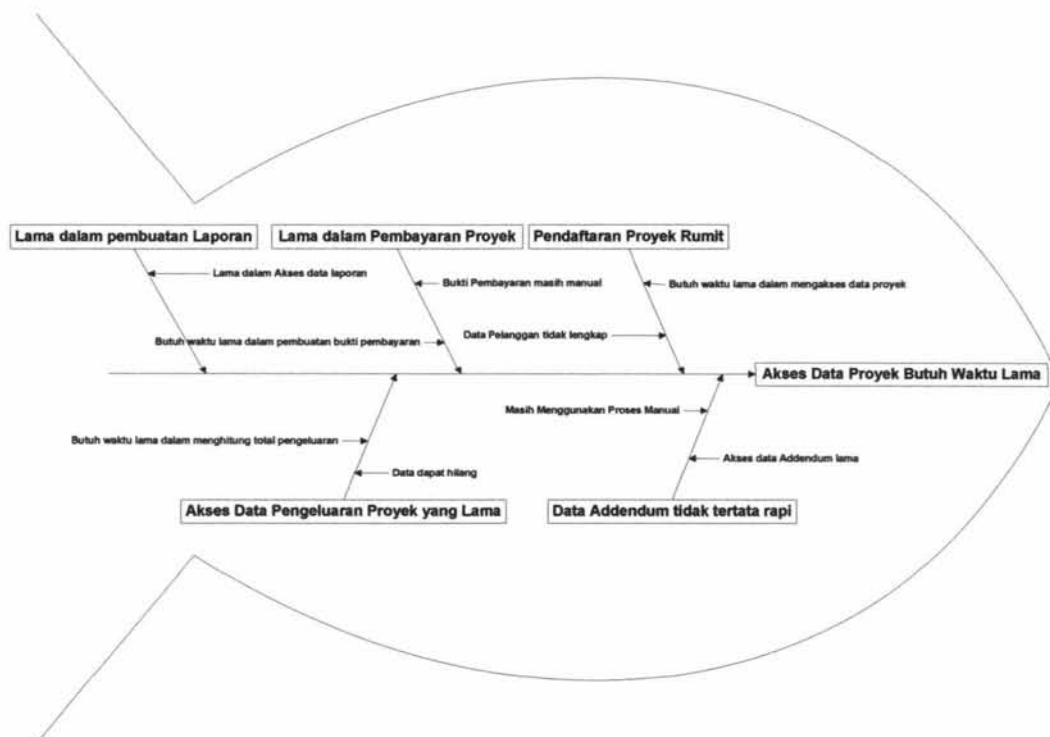 Lama dalam pembuatan Laporan
Lama dalam Pembayaran Proyek
Pendaftaran Proyek Rumit
Lama dalam Akses data laporan
Bukti Pembayaran masih manual
Butuh waktu lama dalam mengakses data proyek
Butuh waktu lama dalam pembuatan bukti pembayaran
Data Pelanggan tidak lengkap
Akses Data Proyek Butuh Waktu Lama
Masih Menggunakan Proses Manual
Butuh waktu lama dalam menghitung total pengeluaran
Akses data Addendum lama
Data dapat hilang
Akses Data Pengeluaran Proyek yang Lama
Data Addendum tidak tertata rapi